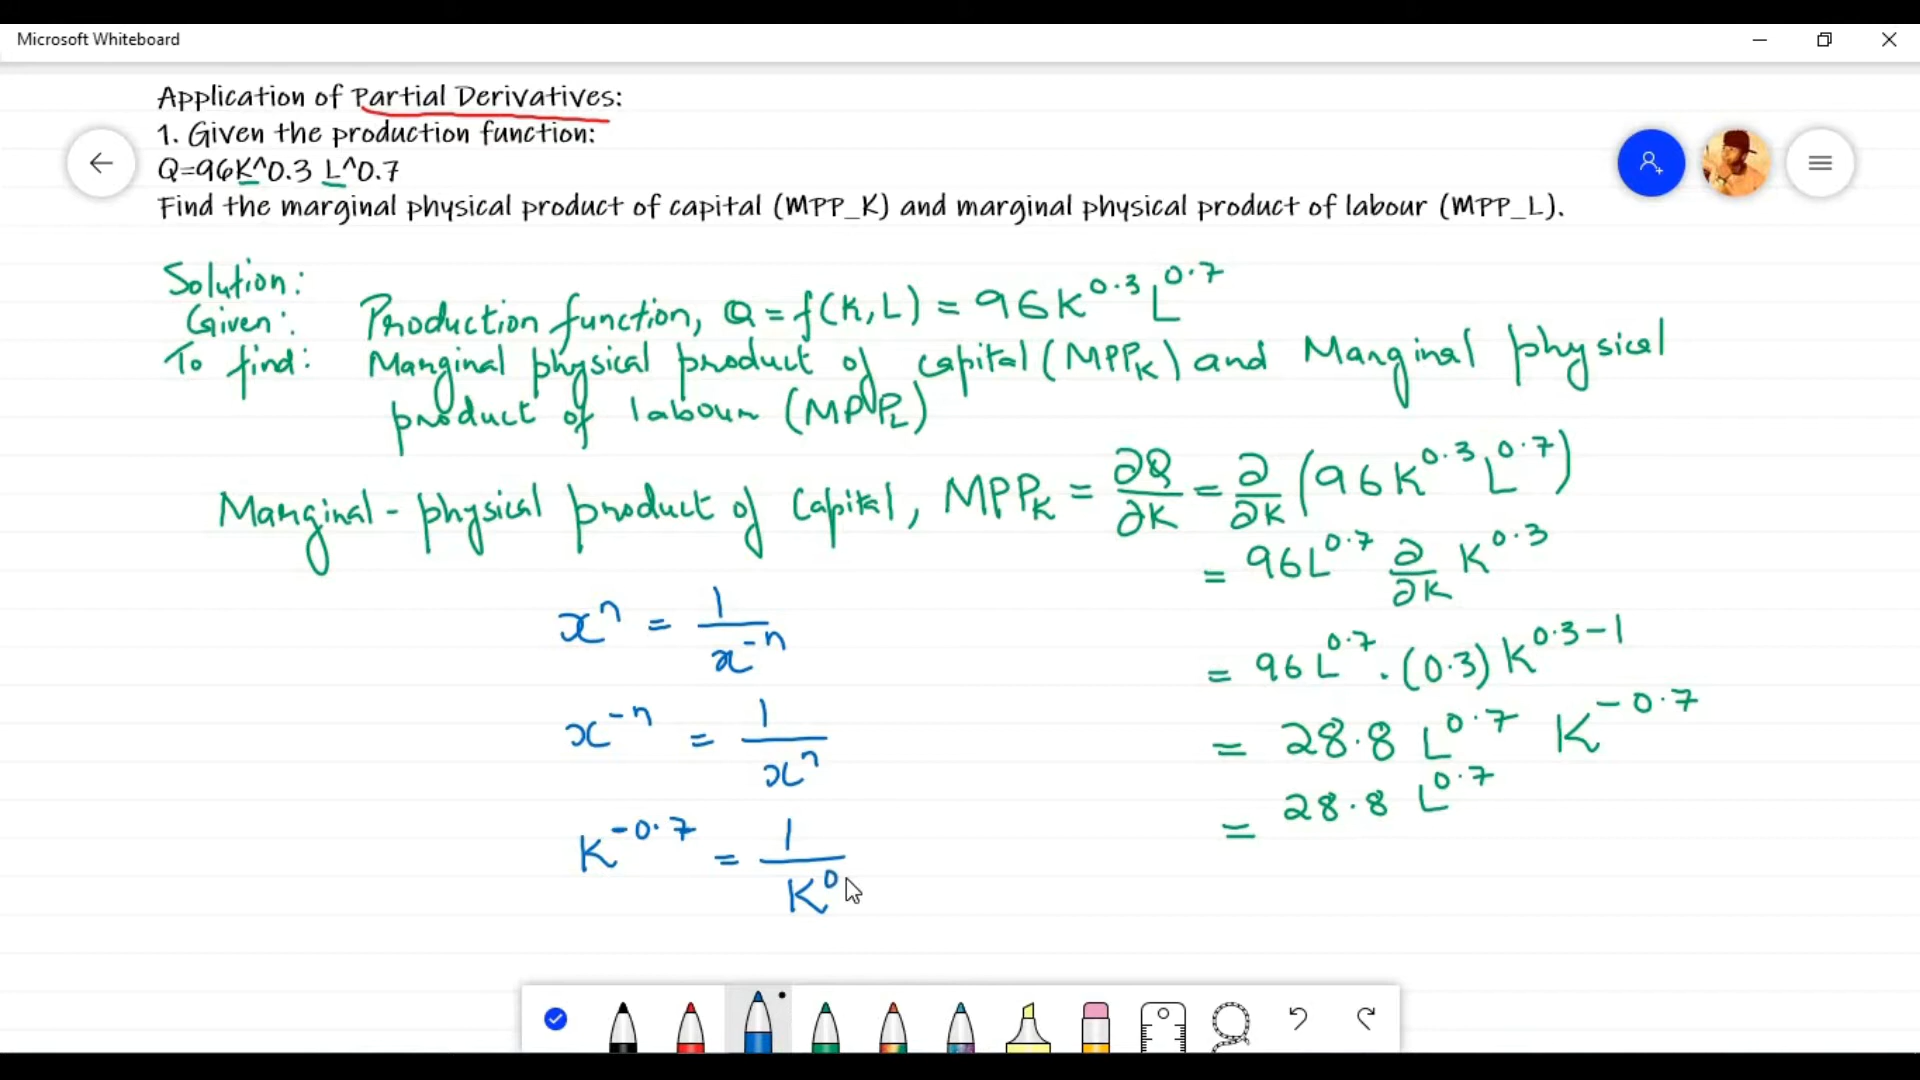 Microsoft Whiteboard
Application of Partial Derivatives:
1. Given the production function:
Q=96K^0.3 L^0.7
Find the marginal physical product of capital (MPP_K) and marginal physical product of labour (MPP_L).
Solution:
Given: Production function, Q = f(K, L) = 96K^0.3 L^0.7
To find: Marginal physical product of capital (MPP_K) and Marginal physical
product of labour (MPP_L)
Marginal-physical product of Capital, MPP_K = ∂Q/∂K = ∂/∂K (96K^0.3 L^0.7)
= 96L^0.7 ∂/∂K K^0.3
x^n = 1/x^-n
= 96L^0.7 . (0.3) K^0.3-1
x^-n = 1/x^n
= 28.8 L^0.7 K^-0.7
= 28.8 L^0.7
K^-0.7 = 1/K^0